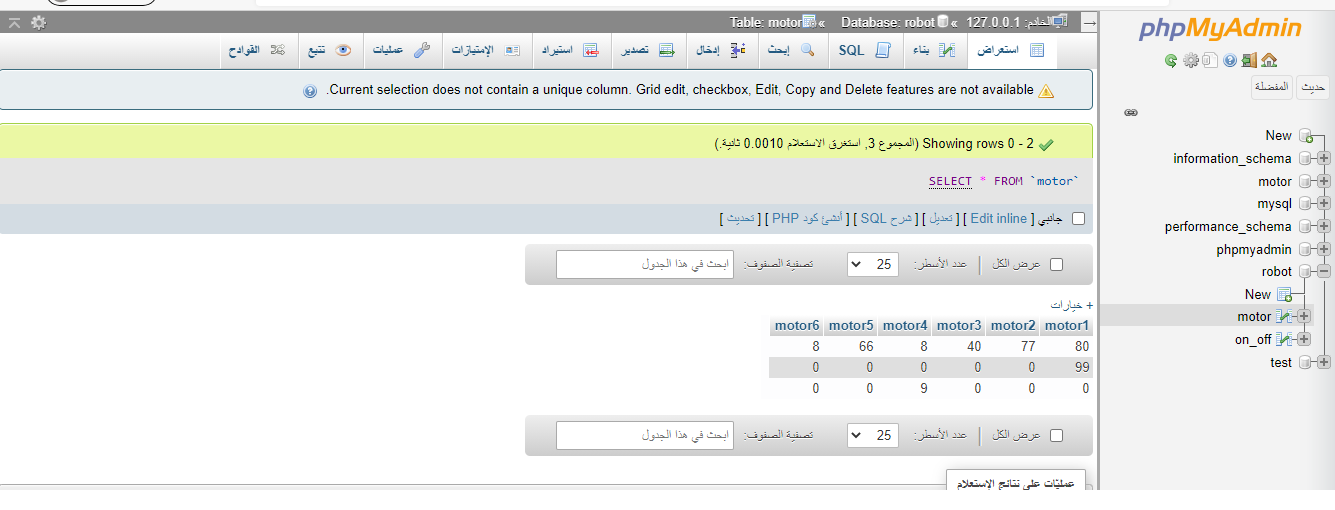 phpMyAdmin
حديث
المفضلة
New
information_schema
motor
mysql
performance_schema
phpmyadmin
robot
New
motor
on_off
test
الخادم: 127.0.0.1 » Database: robot » Table: motor
استعراض
بناء
SQL
إبحث
إدخال
تصدير
استيراد
الإمتيازات
عمليات
تتبع
القوادح
Current selection does not contain a unique column. Grid edit, checkbox, Edit, Copy and Delete features are not available.
Showing rows 0 - 2 (المجموع 3, استغرق الاستعلام 0.0010 ثانية.)
SELECT * FROM `motor`
جانبي [ Edit inline ] [ تعديل ] [ شرح SQL ] [ أنشئ كود PHP ] [ تحديث ]
عرض الكل | عدد الأسطر: 25 تصفية الصفوف: ابحث في هذا الجدول
+ خيارات
motor6 motor5 motor4 motor3 motor2 motor1
8 66 8 40 77 80
0 0 0 0 0 99
0 0 9 0 0 0
عرض الكل | عدد الأسطر: 25 تصفية الصفوف: ابحث في هذا الجدول
عمليّات على نتائج الإستعلام